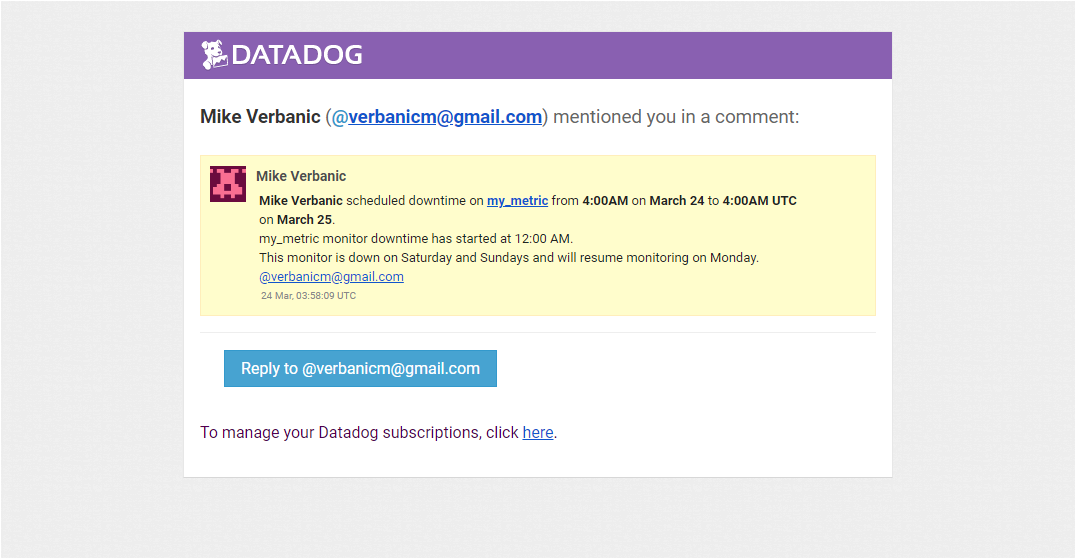 DATADOG
Mike Verbanic (@verbanicm@gmail.com) mentioned you in a comment:
Mike Verbanic
Mike Verbanic scheduled downtime on my_metric from 4:00AM on March 24 to 4:00AM UTC
on March 25.
my_metric monitor downtime has started at 12:00 AM.
This monitor is down on Saturday and Sundays and will resume monitoring on Monday.
@verbanicm@gmail.com
24 Mar, 03:58:09 UTC
Reply to @verbanicm@gmail.com
To manage your Datadog subscriptions, click here.